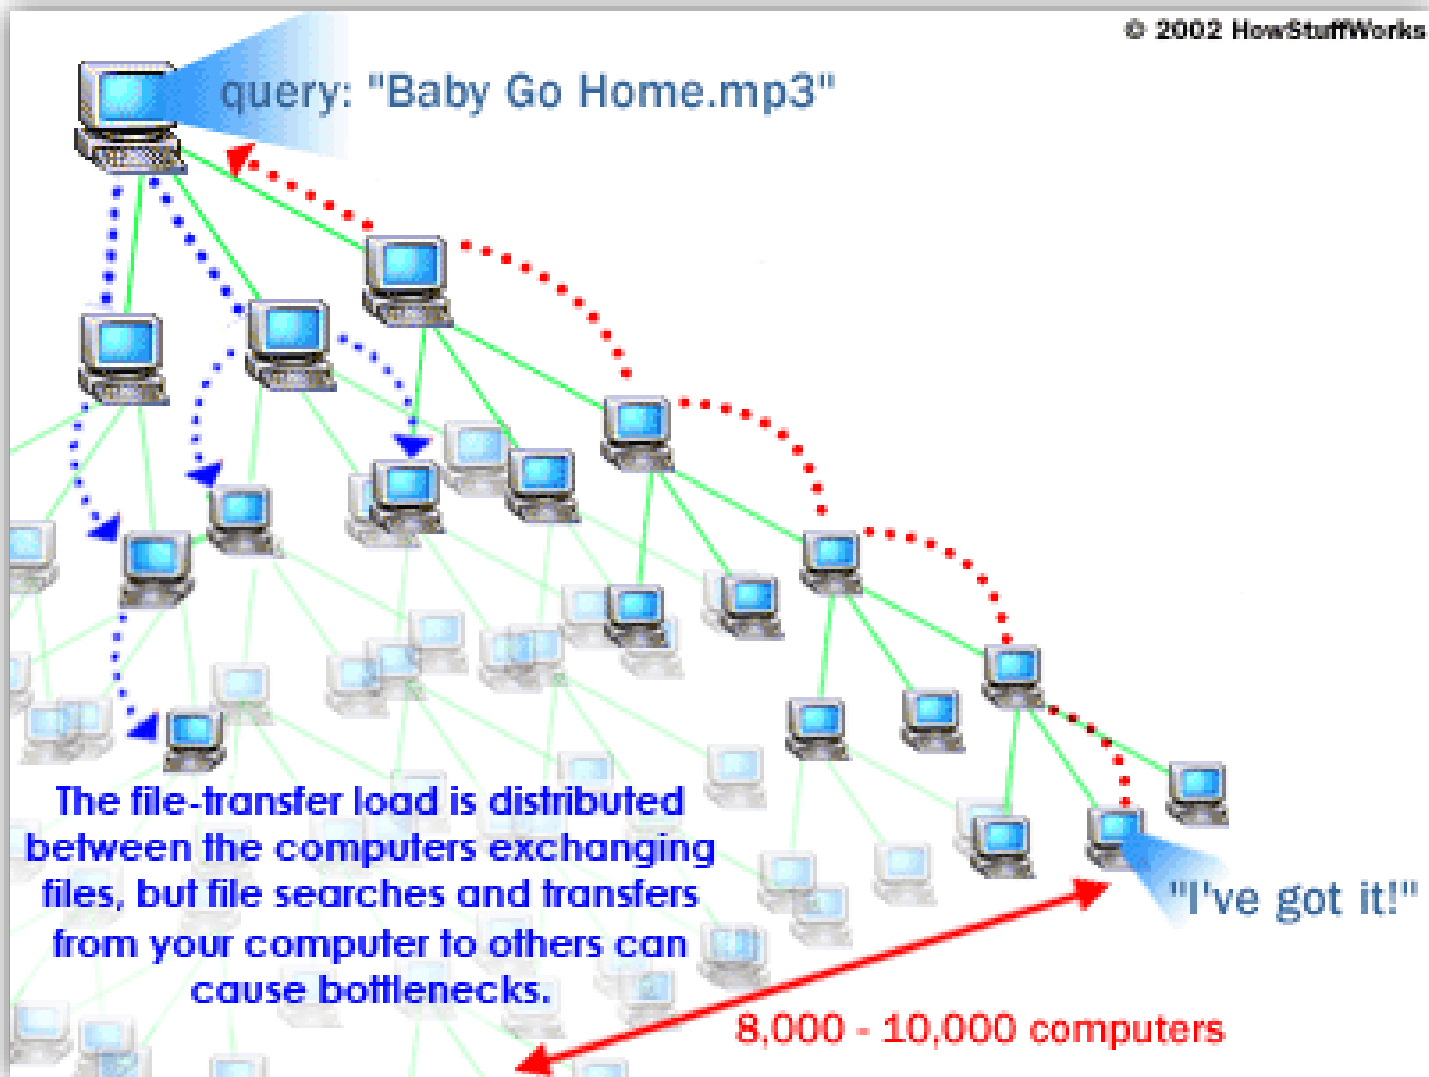 © 2002 HowStuffWorks
query: "Baby Go Home.mp3"
The file-transfer load is distributed
between the computers exchanging
files, but file searches and transfers
from your computer to others can
cause bottlenecks.
"I've got it!"
8,000 - 10,000 computers